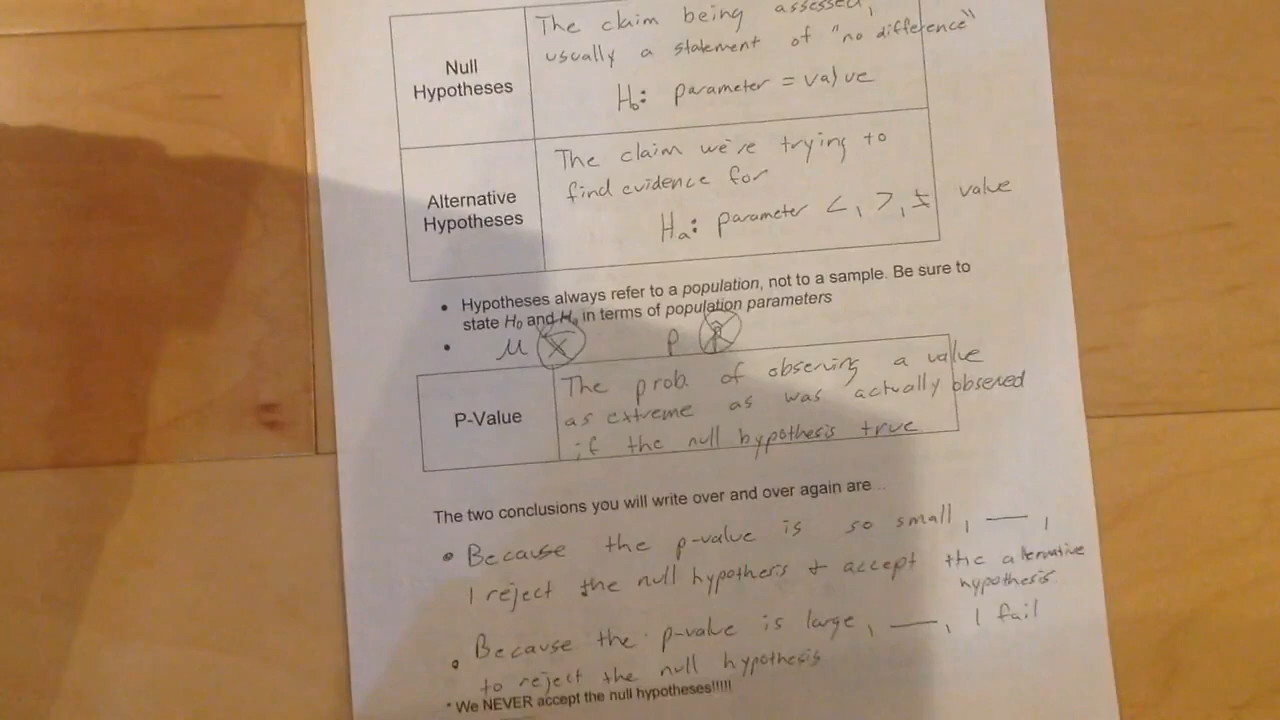 The claim being assessed,
usually a statement of "no difference"
Null
Hypotheses
H₀: parameter = value
The claim we're trying to
find evidence for
Alternative
Hypotheses
Hₐ: parameter <, >, ≠ value
• Hypotheses always refer to a population, not to a sample. Be sure to
state H₀ and Hₐ in terms of population parameters
• μ x̄ p p̂
The prob. of observing a value
P-Value
as extreme as was actually observed
if the null hypothesis true
The two conclusions you will write over and over again are...
• Because the p-value is so small, __,
I reject the null hypothesis + accept the alternative
hypothesis.
• Because the p-value is large, __, I fail
to reject the null hypothesis
* We NEVER accept the null hypotheses!!!!!